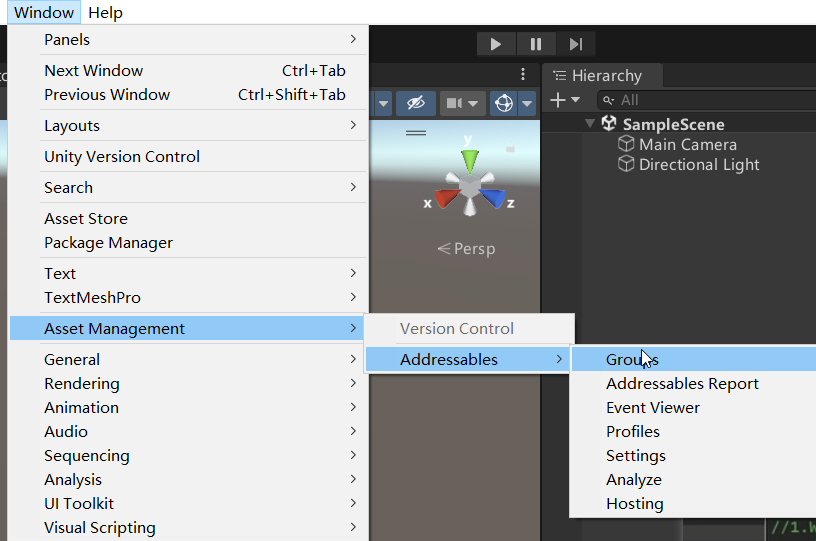 Window Help
Panels
Next Window Ctrl+Tab
Previous Window Ctrl+Shift+Tab
Layouts
Unity Version Control
Search
Asset Store
Package Manager
Text
TextMeshPro
Asset Management
General
Rendering
Animation
Audio
Sequencing
Analysis
UI Toolkit
Visual Scripting
Version Control
Addressables
Groups
Addressables Report
Event Viewer
Profiles
Settings
Analyze
Hosting
y
x
z
Persp
Hierarchy
All
SampleScene
Main Camera
Directional Light